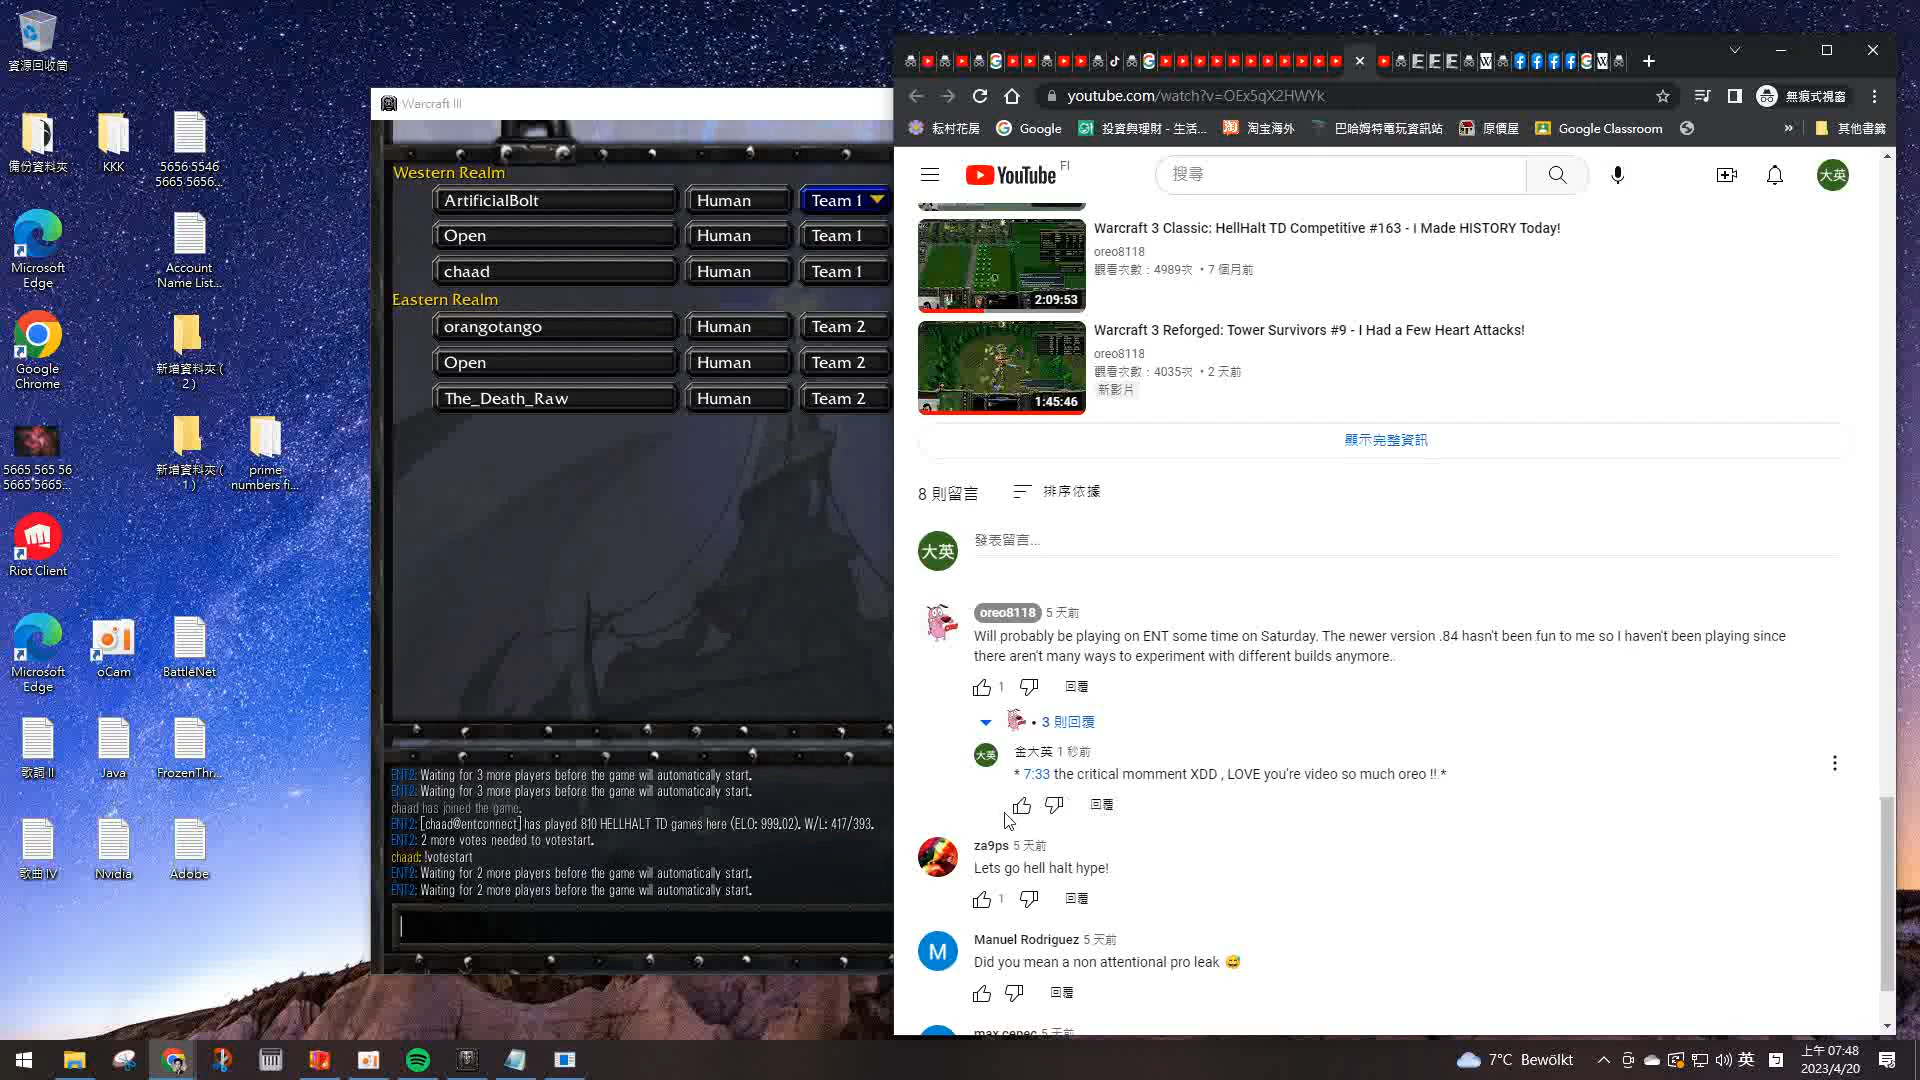 資源回收筒
備份資料夾
KKK
5656 5546
5665 5656...
Microsoft
Edge
Account
Name List...
Google
Chrome
新增資料夾 (
2 )
5665 565 56
5665 5665...
新增資料夾 (
1 )
prime
numbers fi...
Riot Client
Microsoft
Edge
oCam
BattleNet
歌詞 II
Java
FrozenThr...
歌曲 IV
Nvidia
Adobe
Warcraft III
Western Realm
ArtificialBolt Human Team 1
Open Human Team 1
chaad Human Team 1
Eastern Realm
orangotango Human Team 2
Open Human Team 2
The_Death_Raw Human Team 2
ENT2: Waiting for 3 more players before the game will automatically start.
ENT2: Waiting for 3 more players before the game will automatically start.
chaad has joined the game.
ENT2: [chaad@entconnect] has played 810 HELLHALT TD games here (ELO: 999.02). W/L: 417/393.
ENT2: 2 more votes needed to votestart.
chaad: !votestart
ENT2: Waiting for 2 more players before the game will automatically start.
ENT2: Waiting for 2 more players before the game will automatically start.
youtube.com/watch?v=OEx5qX2HWYk
無痕式視窗
耘村花房 Google 投資與理財 - 生活... 淘宝海外 巴哈姆特電玩資訊站 原價屋 Google Classroom » 其他書籤
YouTube FI
搜尋
大英
Warcraft 3 Classic: HellHalt TD Competitive #163 - I Made HISTORY Today!
oreo8118
觀看次數：4989次 • 7 個月前
2:09:53
Warcraft 3 Reforged: Tower Survivors #9 - I Had a Few Heart Attacks!
oreo8118
觀看次數：4035次 • 2 天前
新影片
1:45:46
顯示完整資訊
8 則留言 排序依據
大英 發表留言...
oreo8118 5 天前
Will probably be playing on ENT some time on Saturday. The newer version .84 hasn't been fun to me so I haven't been playing since
there aren't many ways to experiment with different builds anymore..
1 回覆
• 3 則回覆
大英 金大英 1 秒前
* 7:33 the critical momment XDD , LOVE you're video so much oreo !! *
回覆
za9ps 5 天前
Lets go hell halt hype!
1 回覆
M Manuel Rodriguez 5 天前
Did you mean a non attentional pro leak 😅
回覆
max cenec 5 天前
7°C Bewölkt
英
上午 07:48
2023/4/20